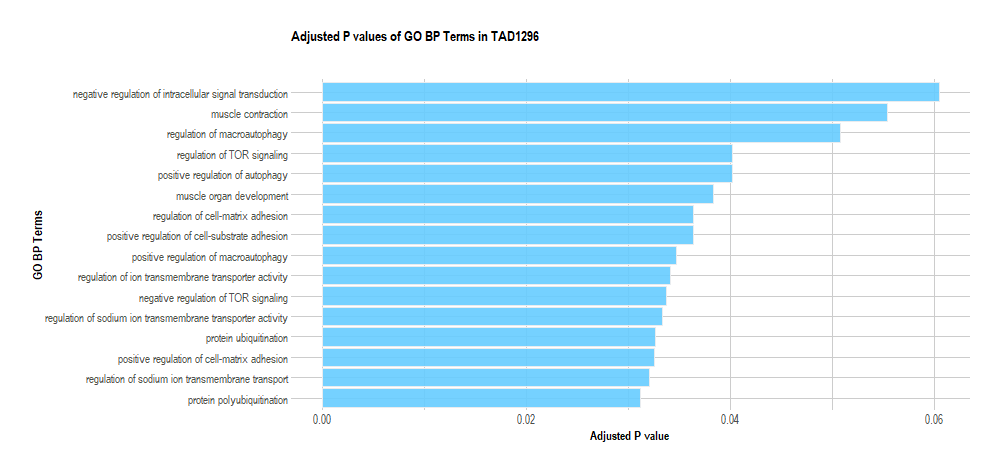 Adjusted P values of GO BP Terms in TAD1296
negative regulation of intracellular signal transduction
muscle contraction
regulation of macroautophagy
regulation of TOR signaling
positive regulation of autophagy
muscle organ development
regulation of cell-matrix adhesion
positive regulation of cell-substrate adhesion
positive regulation of macroautophagy
regulation of ion transmembrane transporter activity
negative regulation of TOR signaling
regulation of sodium ion transmembrane transporter activity
protein ubiquitination
positive regulation of cell-matrix adhesion
regulation of sodium ion transmembrane transport
protein polyubiquitination
GO BP Terms
0.00 0.02 0.04 0.06
Adjusted P value